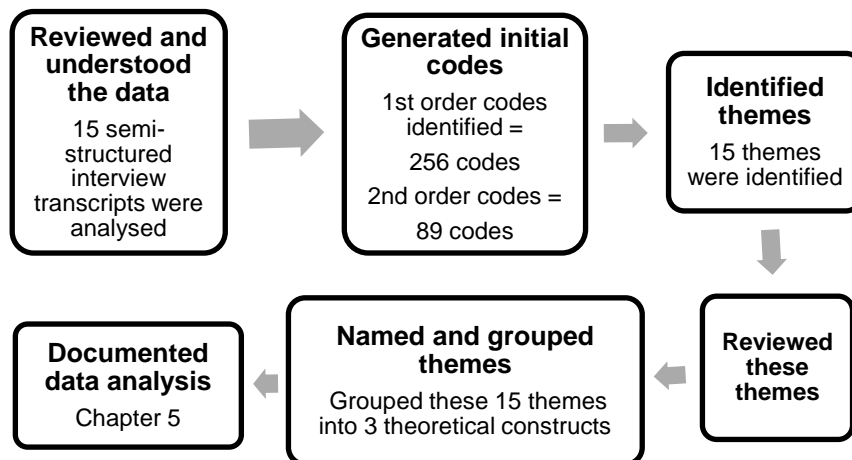 Reviewed and
understood
the data
15 semi-
structured
interview
transcripts were
analysed
Generated initial
codes
1st order codes
identified =
256 codes
2nd order codes =
89 codes
Identified
themes
15 themes
were identified
Reviewed
these
themes
Named and grouped
themes
Grouped these 15 themes
into 3 theoretical constructs
Documented
data analysis
Chapter 5